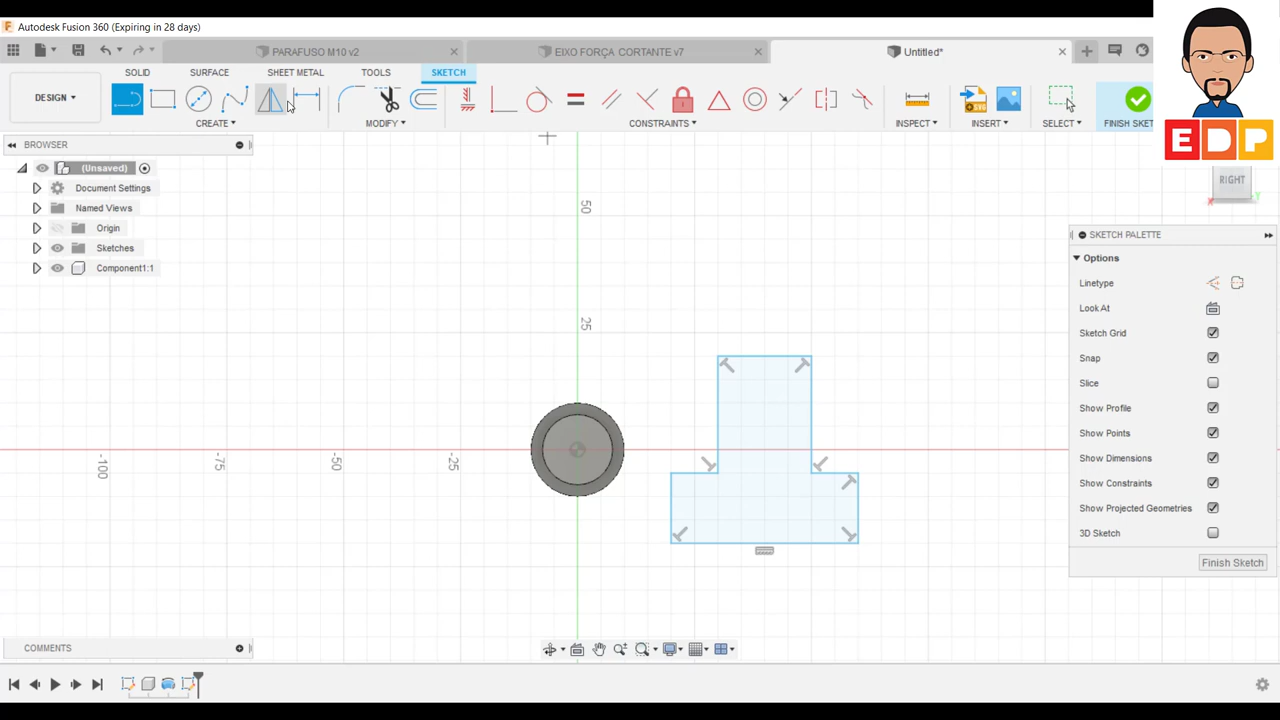 Autodesk Fusion 360 (Expiring in 28 days)
PARAFUSO M10 v2
EIXO FORÇA CORTANTE v7
Untitled*
SOLID SURFACE SHEET METAL TOOLS SKETCH
DESIGN
CREATE MODIFY CONSTRAINTS INSPECT INSERT SELECT FINISH SKET
EDP
BROWSER
(Unsaved)
Document Settings
Named Views
Origin
Sketches
Component1:1
RIGHT
X
Y
50
25
-100
-75
-50
-25
SKETCH PALETTE
Options
Linetype
Look At
Sketch Grid
Snap
Slice
Show Profile
Show Points
Show Dimensions
Show Constraints
Show Projected Geometries
3D Sketch
Finish Sketch
COMMENTS